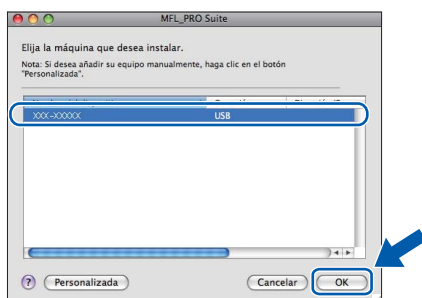 MFL_PRO Suite
Elija la máquina que desea instalar.
Nota: Si desea añadir su equipo manualmente, haga clic en el botón
"Personalizada".
XXX-XXXXX USB
? Personalizada Cancelar OK